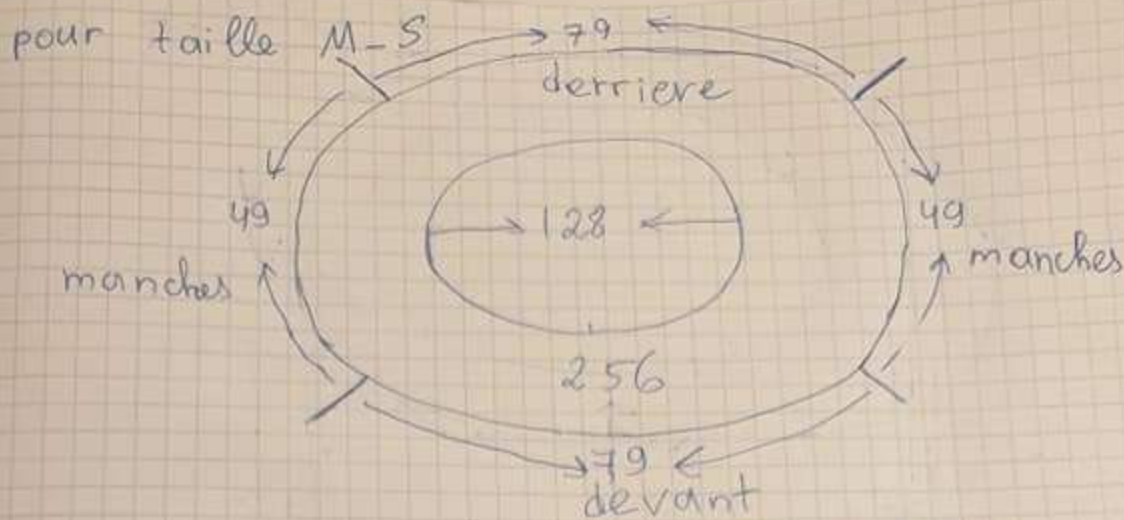 pour taille M-S
79
derriere
49
49
128
manches
manches
256
79
devant